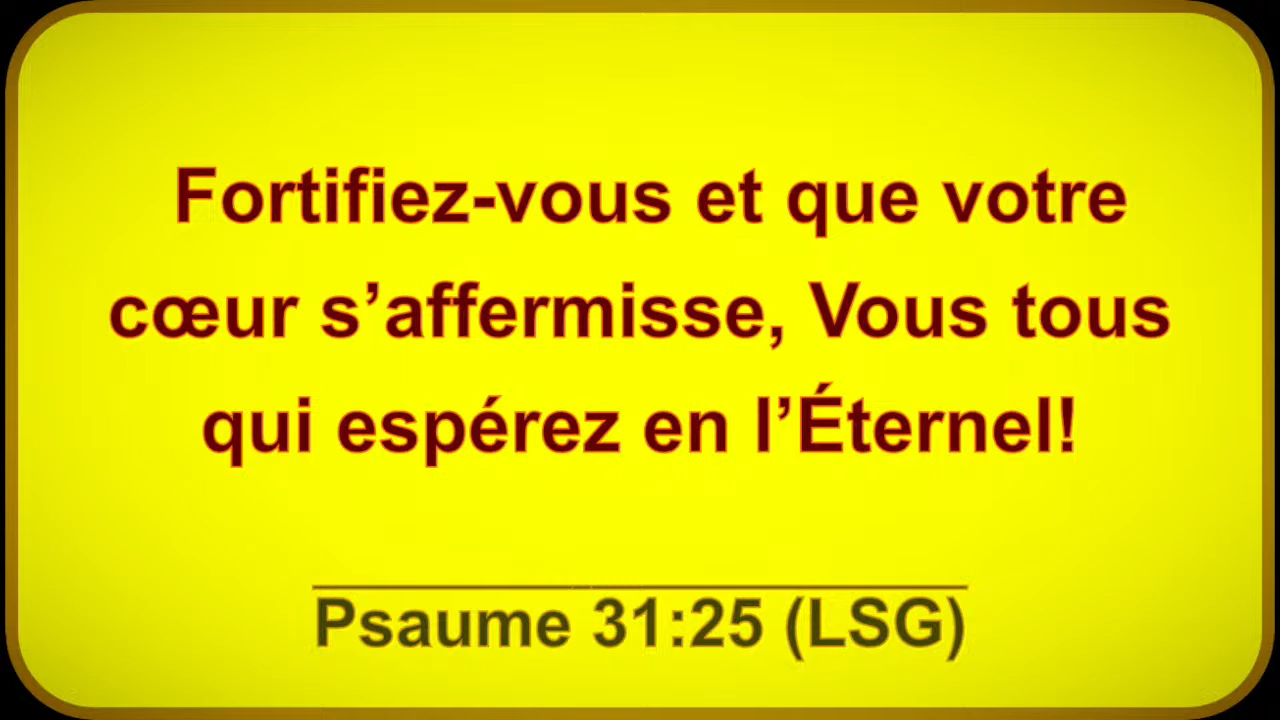 Fortifiez-vous et que votre
cœur s’affermisse, Vous tous
qui espérez en l’Éternel!
Psaume 31:25 (LSG)